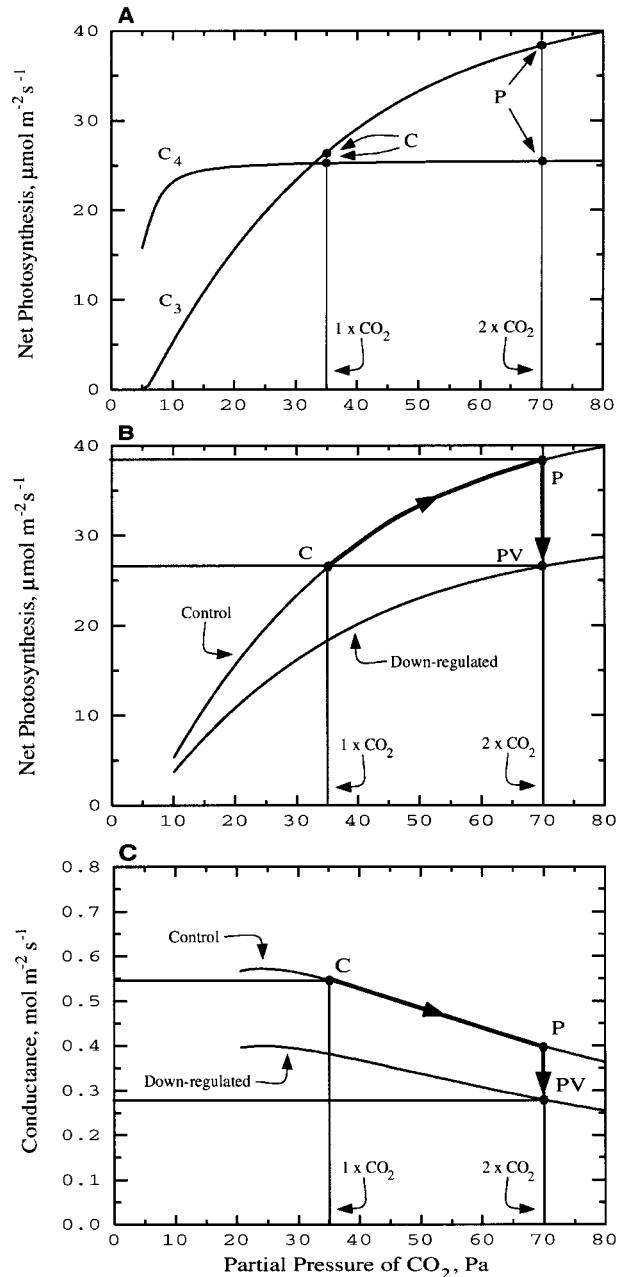 A
40
30
20
10
0
Net Photosynthesis, μmol m⁻² s⁻¹
C₄
C₃
C
P
1 x CO₂
2 x CO₂
0 10 20 30 40 50 60 70 80
B
40
30
20
10
0
Net Photosynthesis, μmol m⁻² s⁻¹
C
P
PV
Control
Down-regulated
1 x CO₂
2 x CO₂
0 10 20 30 40 50 60 70 80
C
0.8
0.7
0.6
0.5
0.4
0.3
0.2
0.1
0.0
Conductance, mol m⁻² s⁻¹
Control
C
P
Down-regulated
PV
1 x CO₂
2 x CO₂
0 10 20 30 40 50 60 70 80
Partial Pressure of CO₂, Pa